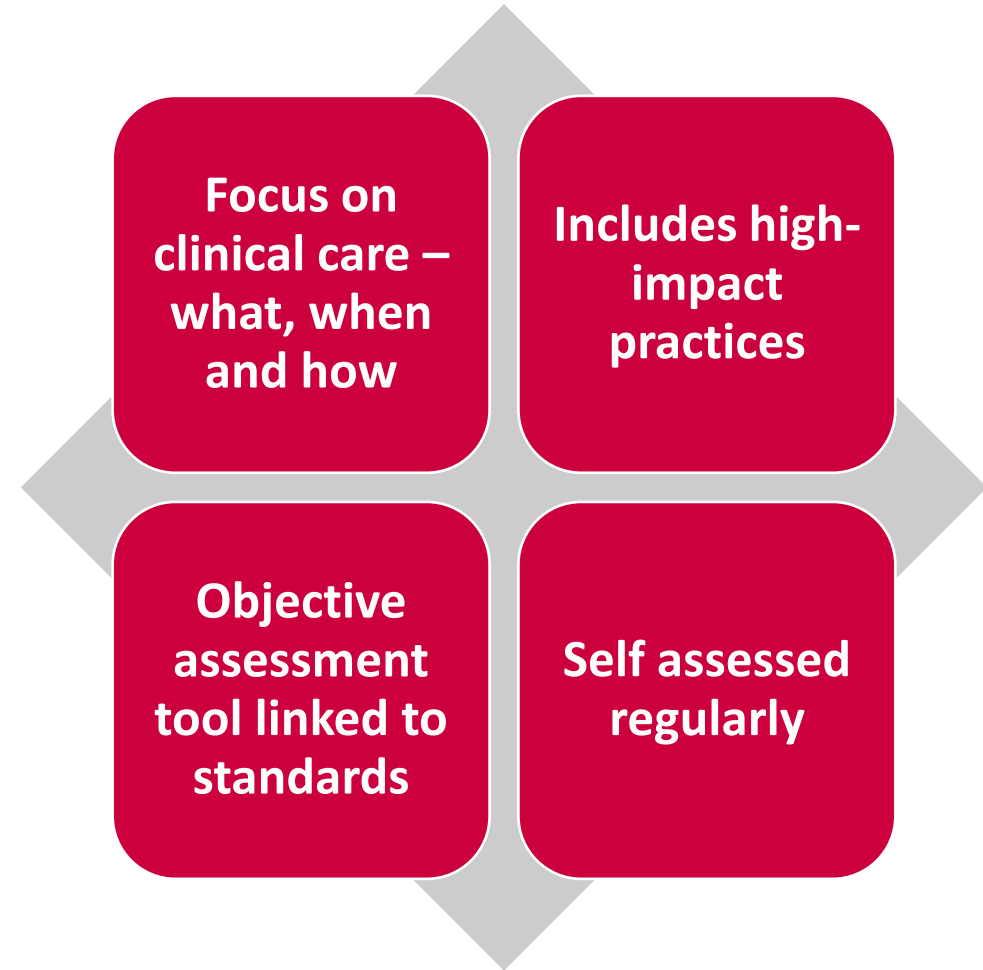 Focus on
clinical care –
what, when
and how
Includes high-
impact
practices
Objective
assessment
tool linked to
standards
Self assessed
regularly